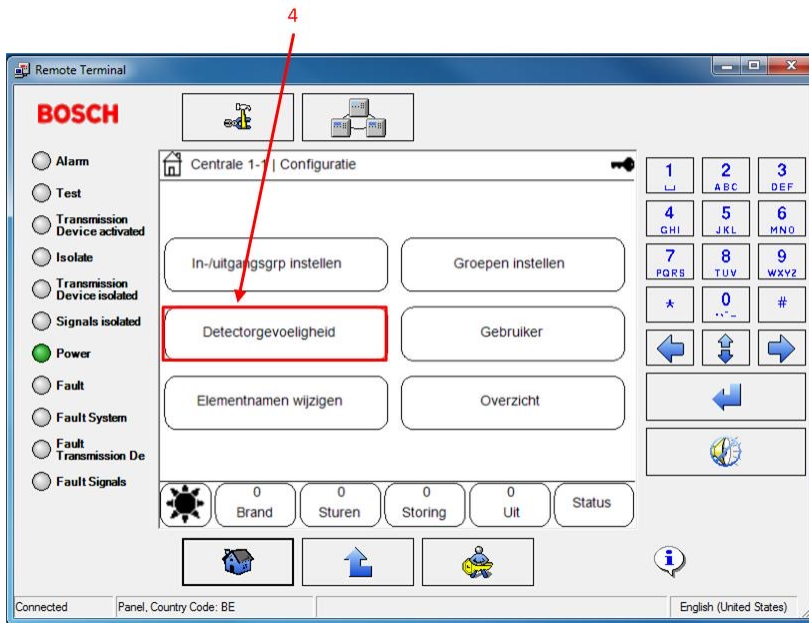 4
Remote Terminal
BOSCH
Alarm
Test
Transmission
Device activated
Isolate
Transmission
Device isolated
Signals isolated
Power
Fault
Fault System
Fault
Transmission De
Fault Signals
Centrale 1-1 | Configuratie
In-/uitgangsgrp instellen
Groepen instellen
Detectorgevoeligheid
Gebruiker
Elementnamen wijzigen
Overzicht
0
Brand
0
Sturen
0
Storing
0
Uit
Status
1
2
ABC
3
DEF
4
GHI
5
JKL
6
MNO
7
PQRS
8
TUV
9
WXYZ
*
0
#
Connected
Panel, Country Code: BE
English (United States)